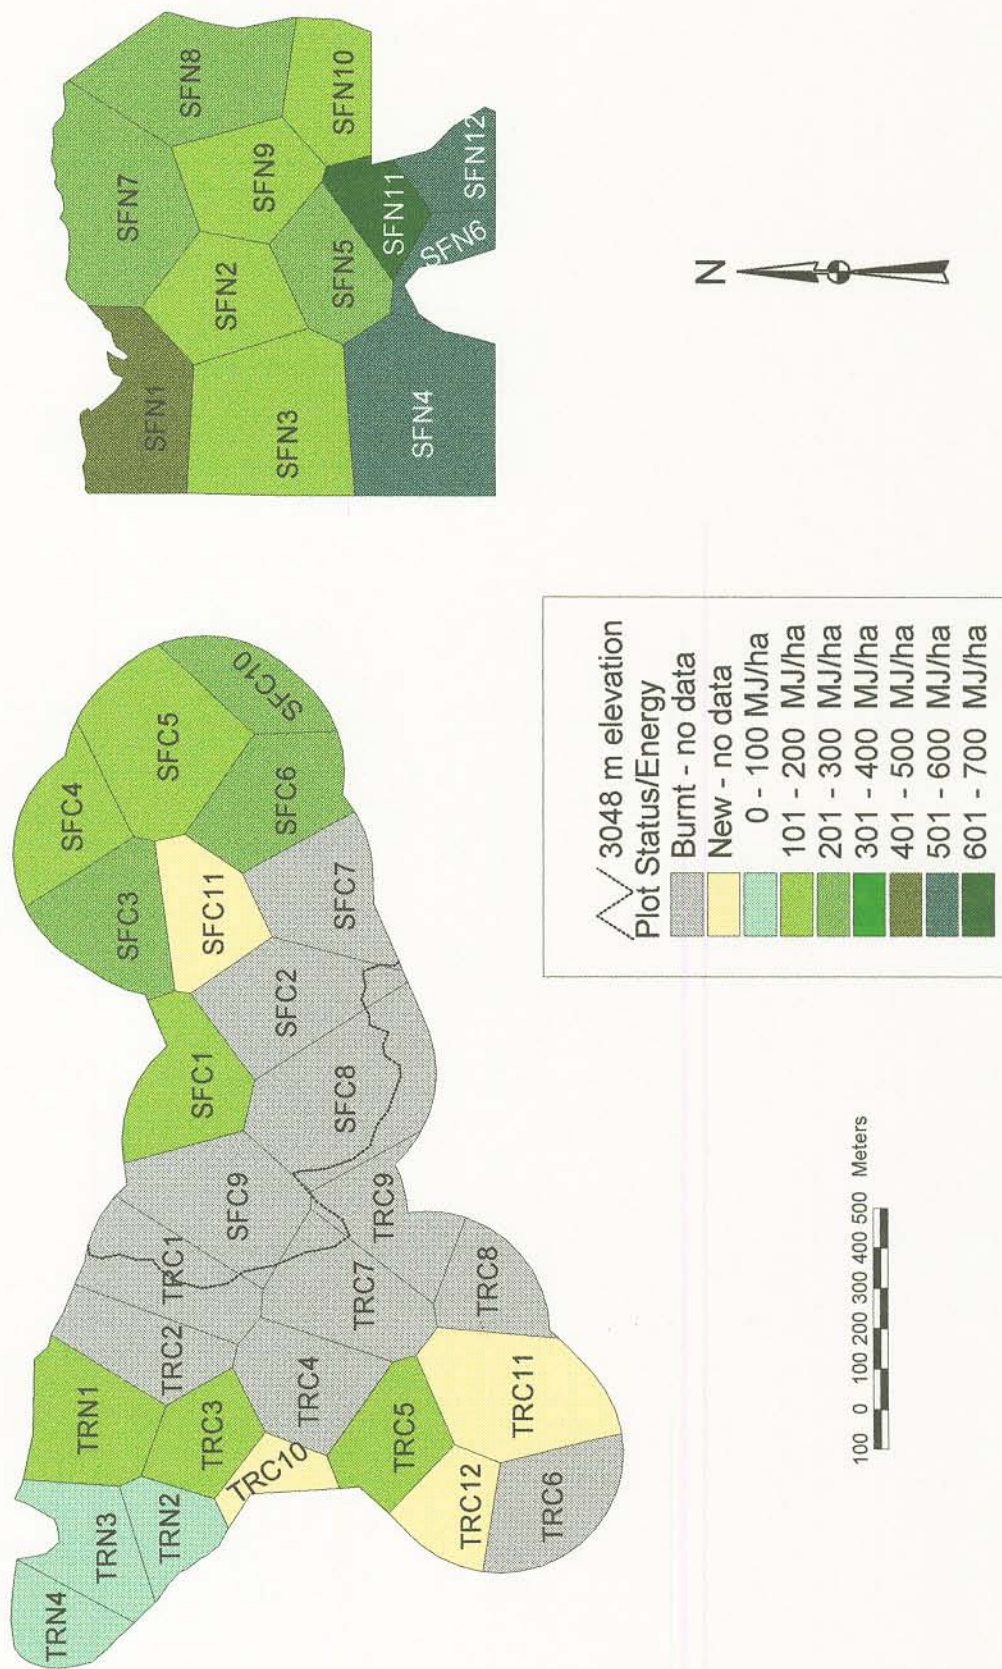 SFN8
SFN7
SFN10
SFN9
SFN12
SFN11
SFN6
SFN5
SFN2
SFN1
SFN3
SFN4
N
SFC10
SFC5
SFC4
SFC6
SFC3
SFC11
SFC7
SFC2
SFC1
SFC8
SFC9
TRC9
TRC1
TRC7
TRC8
TRC2
TRN1
TRC4
TRC3
TRC5
TRC11
TRC10
TRN2
TRN3
TRC12
TRC6
TRN4
3048 m elevation
Plot Status/Energy
Burnt - no data
New - no data
0 - 100 MJ/ha
101 - 200 MJ/ha
201 - 300 MJ/ha
301 - 400 MJ/ha
401 - 500 MJ/ha
501 - 600 MJ/ha
601 - 700 MJ/ha
100 0 100 200 300 400 500 Meters